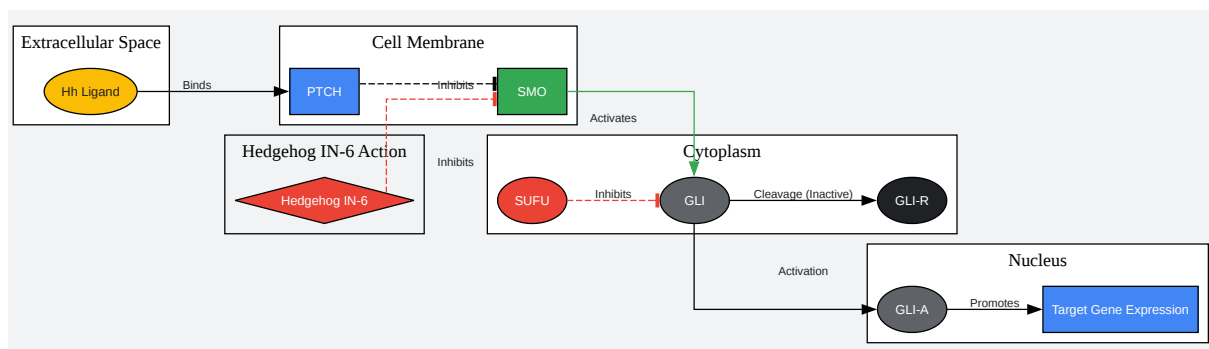 Extracellular Space
Cell Membrane
Hh Ligand
Binds
PTCH
Inhibits
SMO
Activates
Hedgehog IN-6 Action
Inhibits
Cytoplasm
Hedgehog IN-6
SUFU
Inhibits
GLI
Cleavage (Inactive)
GLI-R
Nucleus
Activation
GLI-A
Promotes
Target Gene Expression